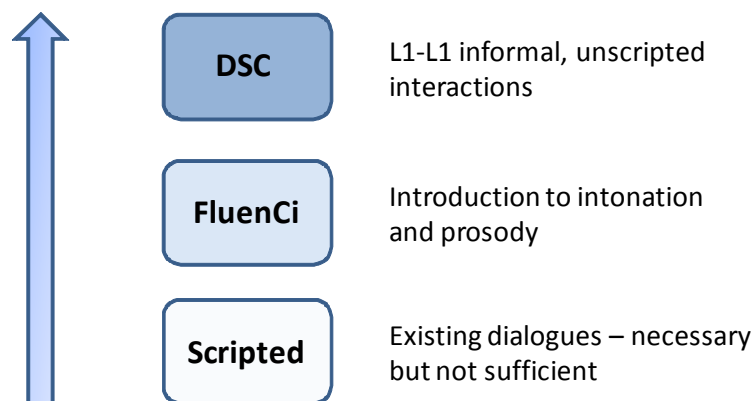 DSC
L1-L1 informal, unscripted
interactions
FluenCi
Introduction to intonation
and prosody
Scripted
Existing dialogues – necessary
but not sufficient